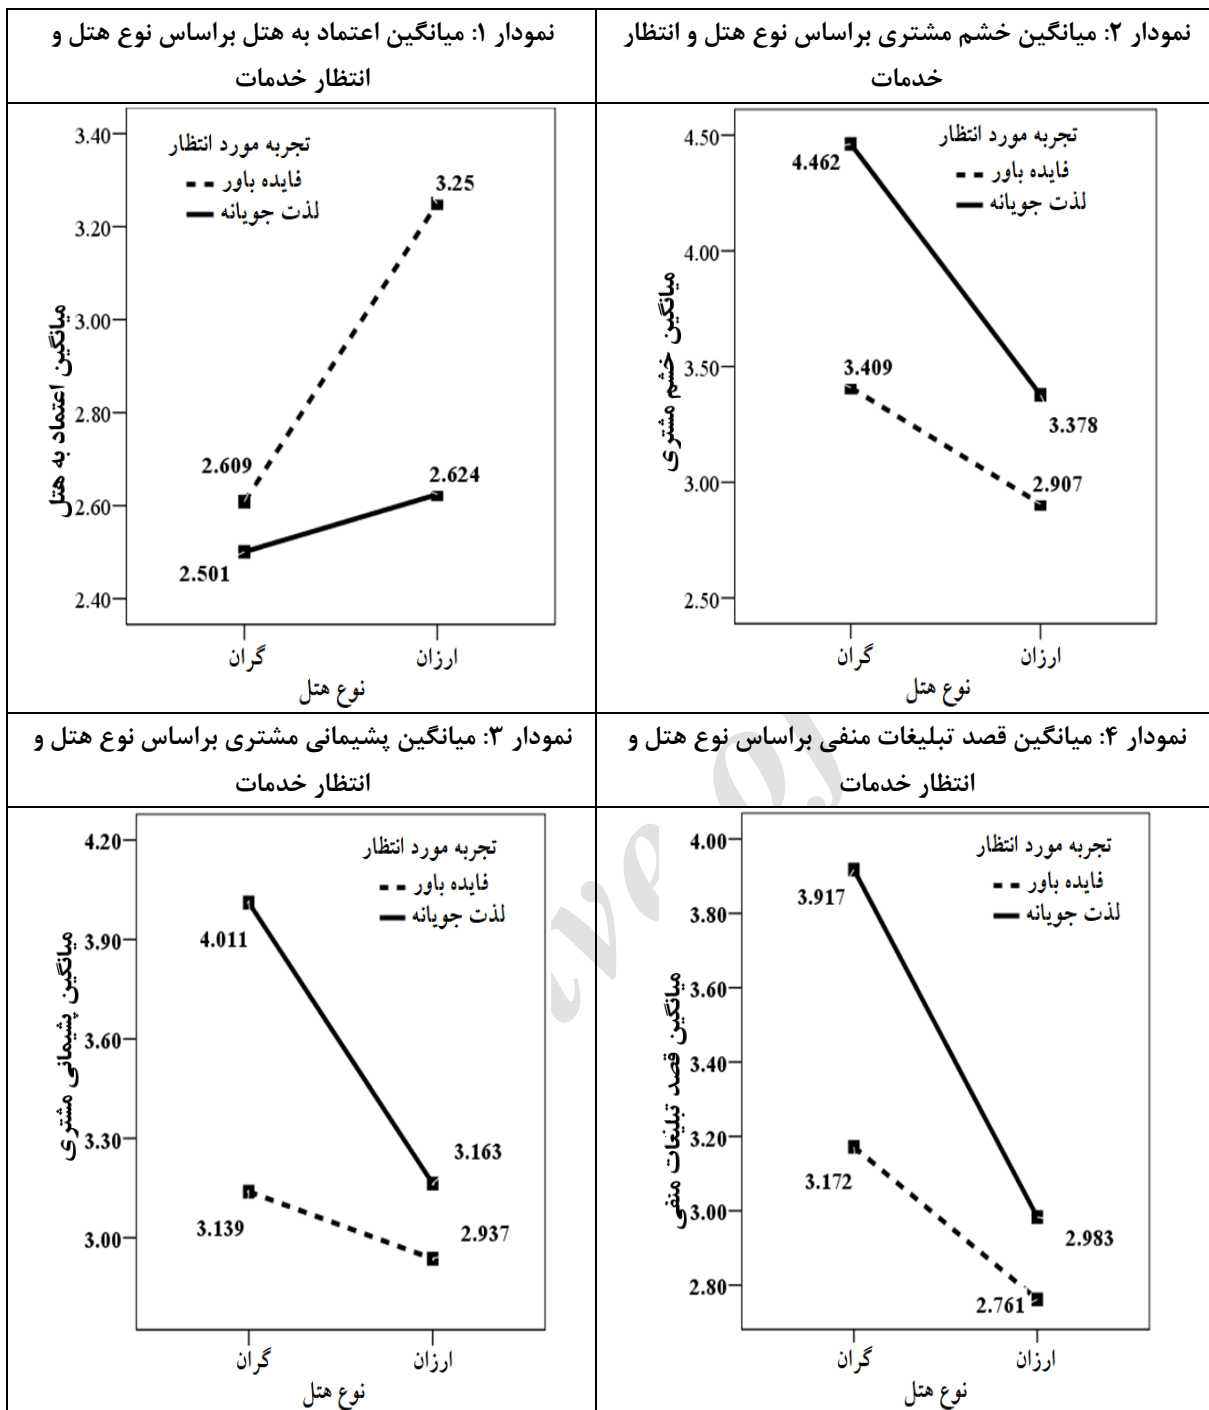 نمودار ۱: میانگین اعتماد به هتل براساس نوع هتل و
انتظار خدمات
نمودار ۲: میانگین خشم مشتری براساس نوع هتل و انتظار
خدمات
3.40
3.20
3.00
2.80
2.60
2.40
میانگین اعتماد به هتل
تجربه مورد انتظار
فایده باور
لذت جویانه
3.25
2.609
2.624
2.501
گران
ارزان
نوع هتل
4.50
4.00
3.50
3.00
2.50
میانگین خشم مشتری
تجربه مورد انتظار
فایده باور
لذت جویانه
4.462
3.409
3.378
2.907
گران
ارزان
نوع هتل
نمودار ۳: میانگین پشیمانی مشتری براساس نوع هتل و
انتظار خدمات
نمودار ۴: میانگین قصد تبلیغات منفی براساس نوع هتل و
انتظار خدمات
4.20
3.90
3.60
3.30
3.00
میانگین پشیمانی مشتری
تجربه مورد انتظار
فایده باور
لذت جویانه
4.011
3.163
3.139
2.937
گران
ارزان
نوع هتل
4.00
3.80
3.60
3.40
3.20
3.00
2.80
میانگین قصد تبلیغات منفی
تجربه مورد انتظار
فایده باور
لذت جویانه
3.917
3.172
2.983
2.761
گران
ارزان
نوع هتل